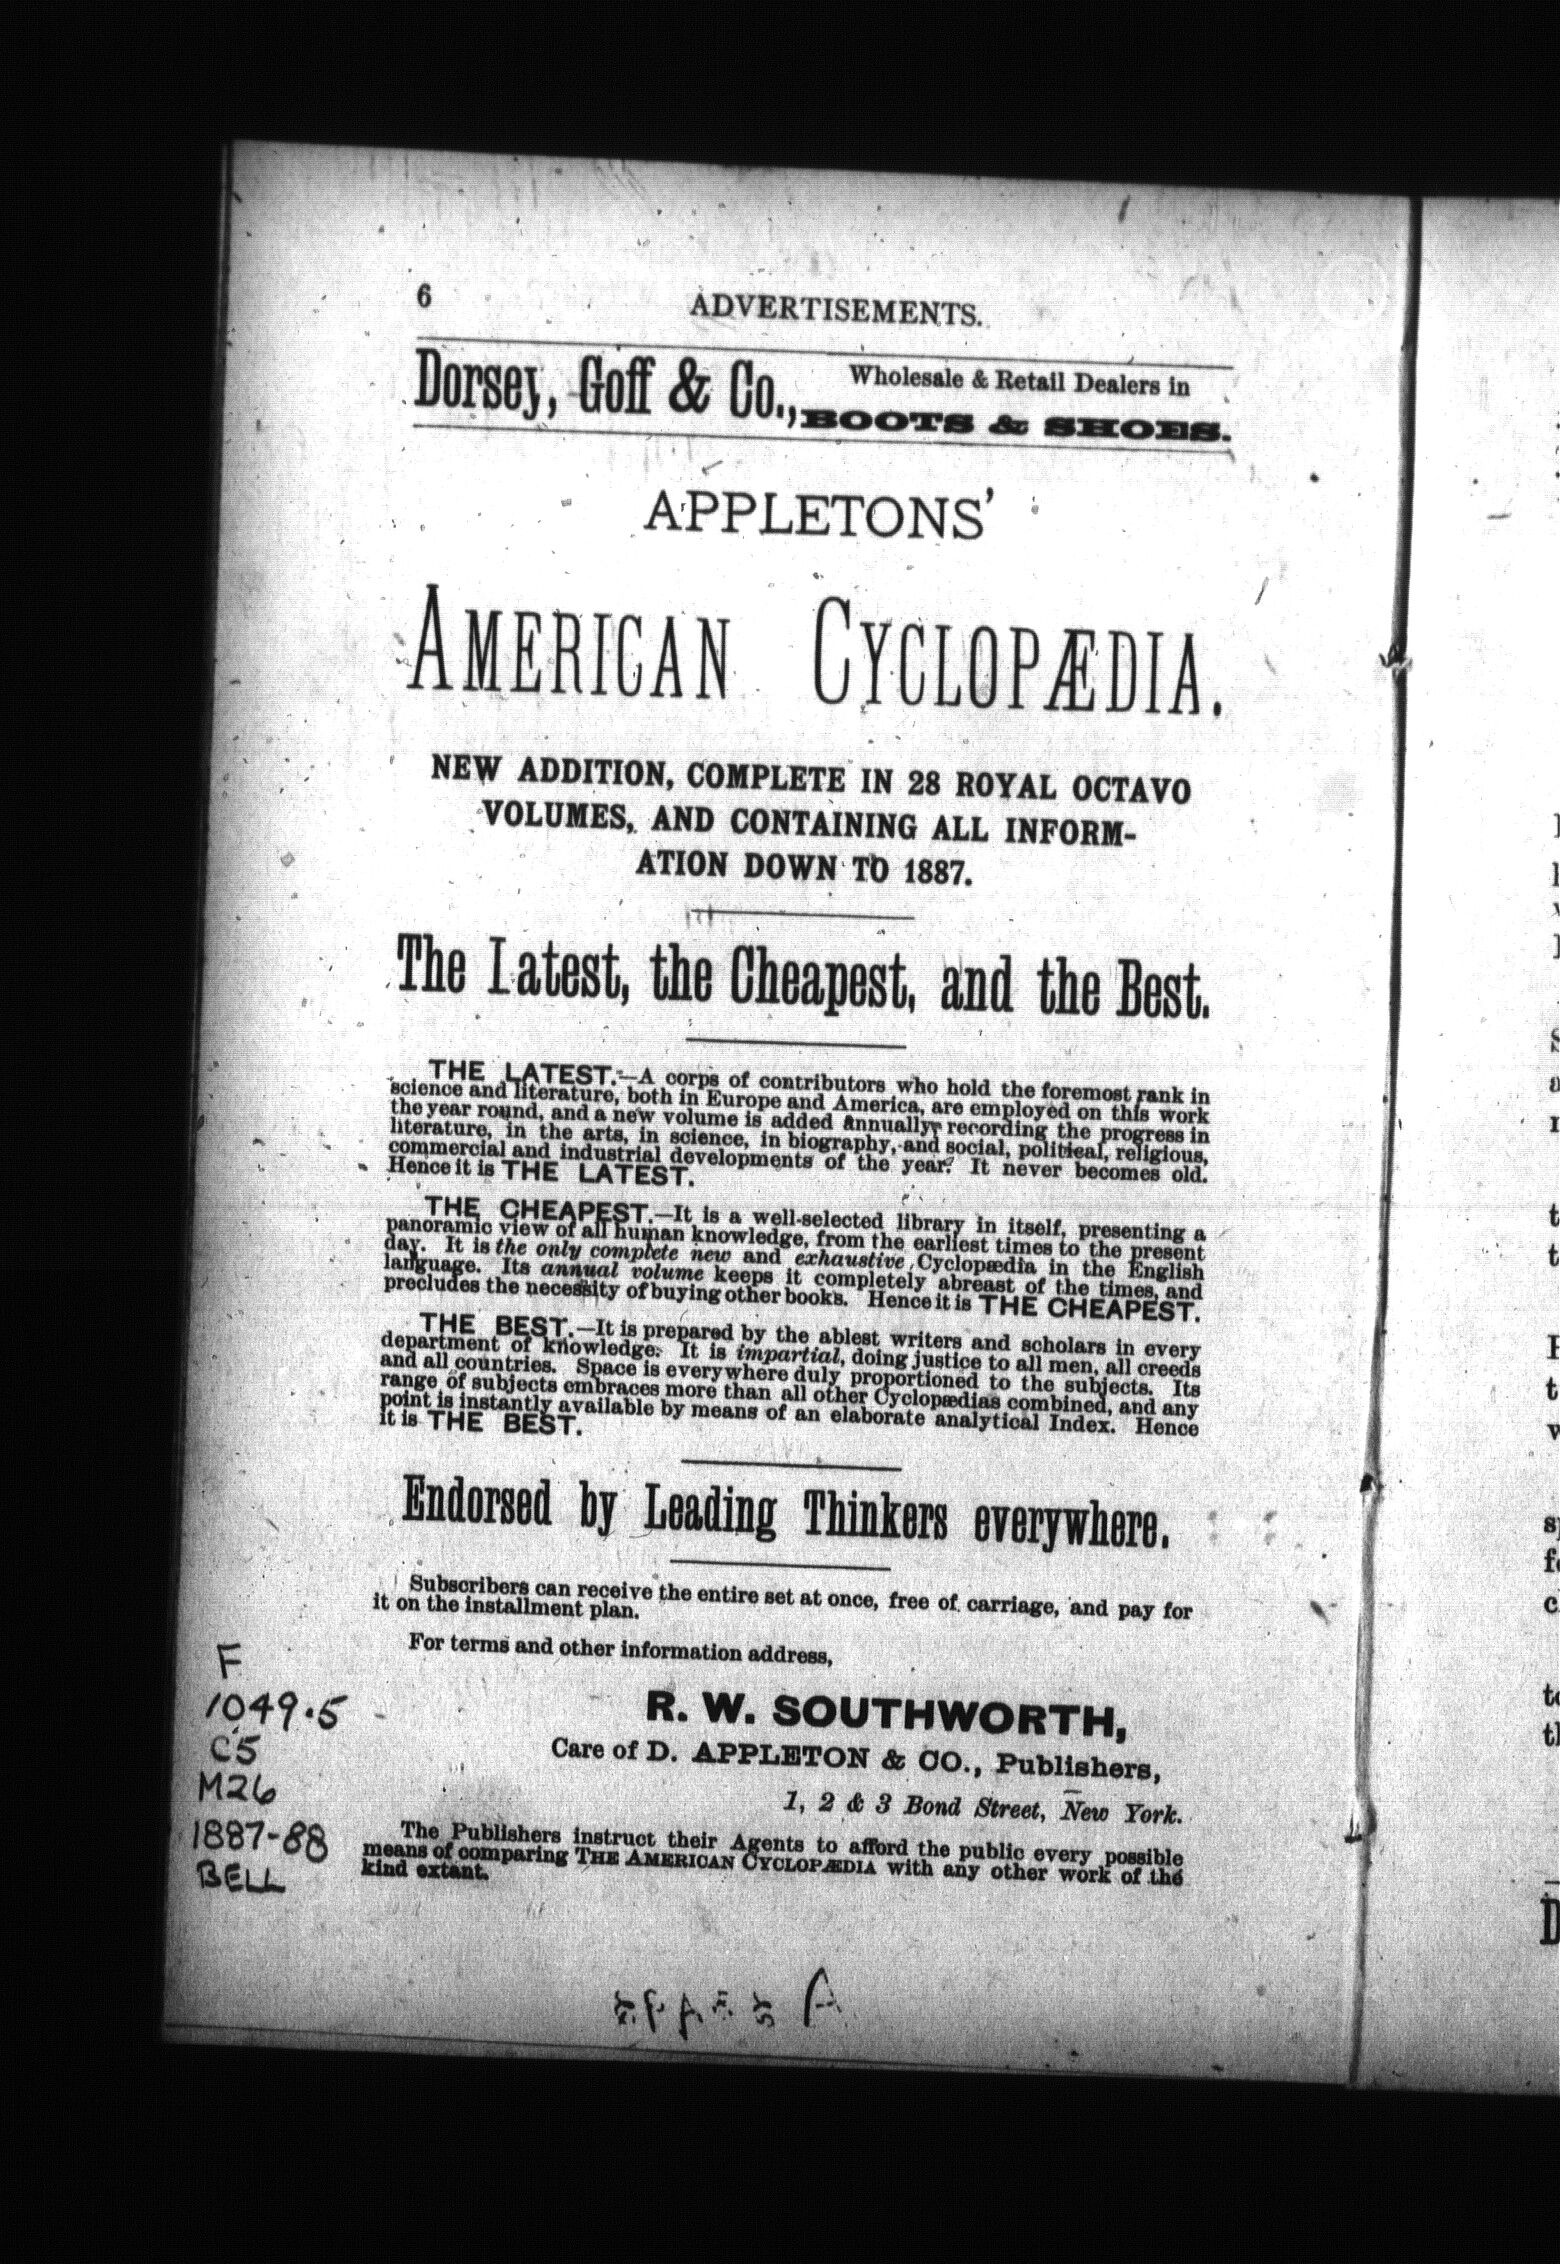 6 ADVERTISEMENTS.
Dorsey, Goff & Co., Wholesale & Retail Dealers in
BOOTS & SHOES.
APPLETONS'
AMERICAN CYCLOPÆDIA.
NEW ADDITION, COMPLETE IN 28 ROYAL OCTAVO
VOLUMES, AND CONTAINING ALL INFORM-
ATION DOWN TO 1887.
The Latest, the Cheapest, and the Best.
THE LATEST.—A corps of contributors who hold the foremost rank in
science and literature, both in Europe and America, are employed on this work
the year round, and a new volume is added annually, recording the progress in
literature, in the arts, in science, in biography, and social, political, religious,
commercial and industrial developments of the year. It never becomes old.
Hence it is THE LATEST.
THE CHEAPEST.—It is a well-selected library in itself, presenting a
panoramic view of all human knowledge, from the earliest times to the present
day. It is the only complete new and exhaustive Cyclopædia in the English
language. Its annual volume keeps it completely abreast of the times, and
precludes the necessity of buying other books. Hence it is THE CHEAPEST.
THE BEST.—It is prepared by the ablest writers and scholars in every
department of knowledge. It is impartial, doing justice to all men, all creeds
and all countries. Space is everywhere duly proportioned to the subjects. Its
range of subjects embraces more than all other Cyclopædias combined, and any
point is instantly available by means of an elaborate analytical Index. Hence
it is THE BEST.
Endorsed by Leading Thinkers everywhere.
Subscribers can receive the entire set at once, free of carriage, and pay for
it on the installment plan.
For terms and other information address,
R. W. SOUTHWORTH,
Care of D. APPLETON & CO., Publishers,
1, 2 & 3 Bond Street, New York.
The Publishers instruct their Agents to afford the public every possible
means of comparing THE AMERICAN CYCLOPÆDIA with any other work of the
kind extant.
F
1049.5
C5
M26
1887-88
BELL